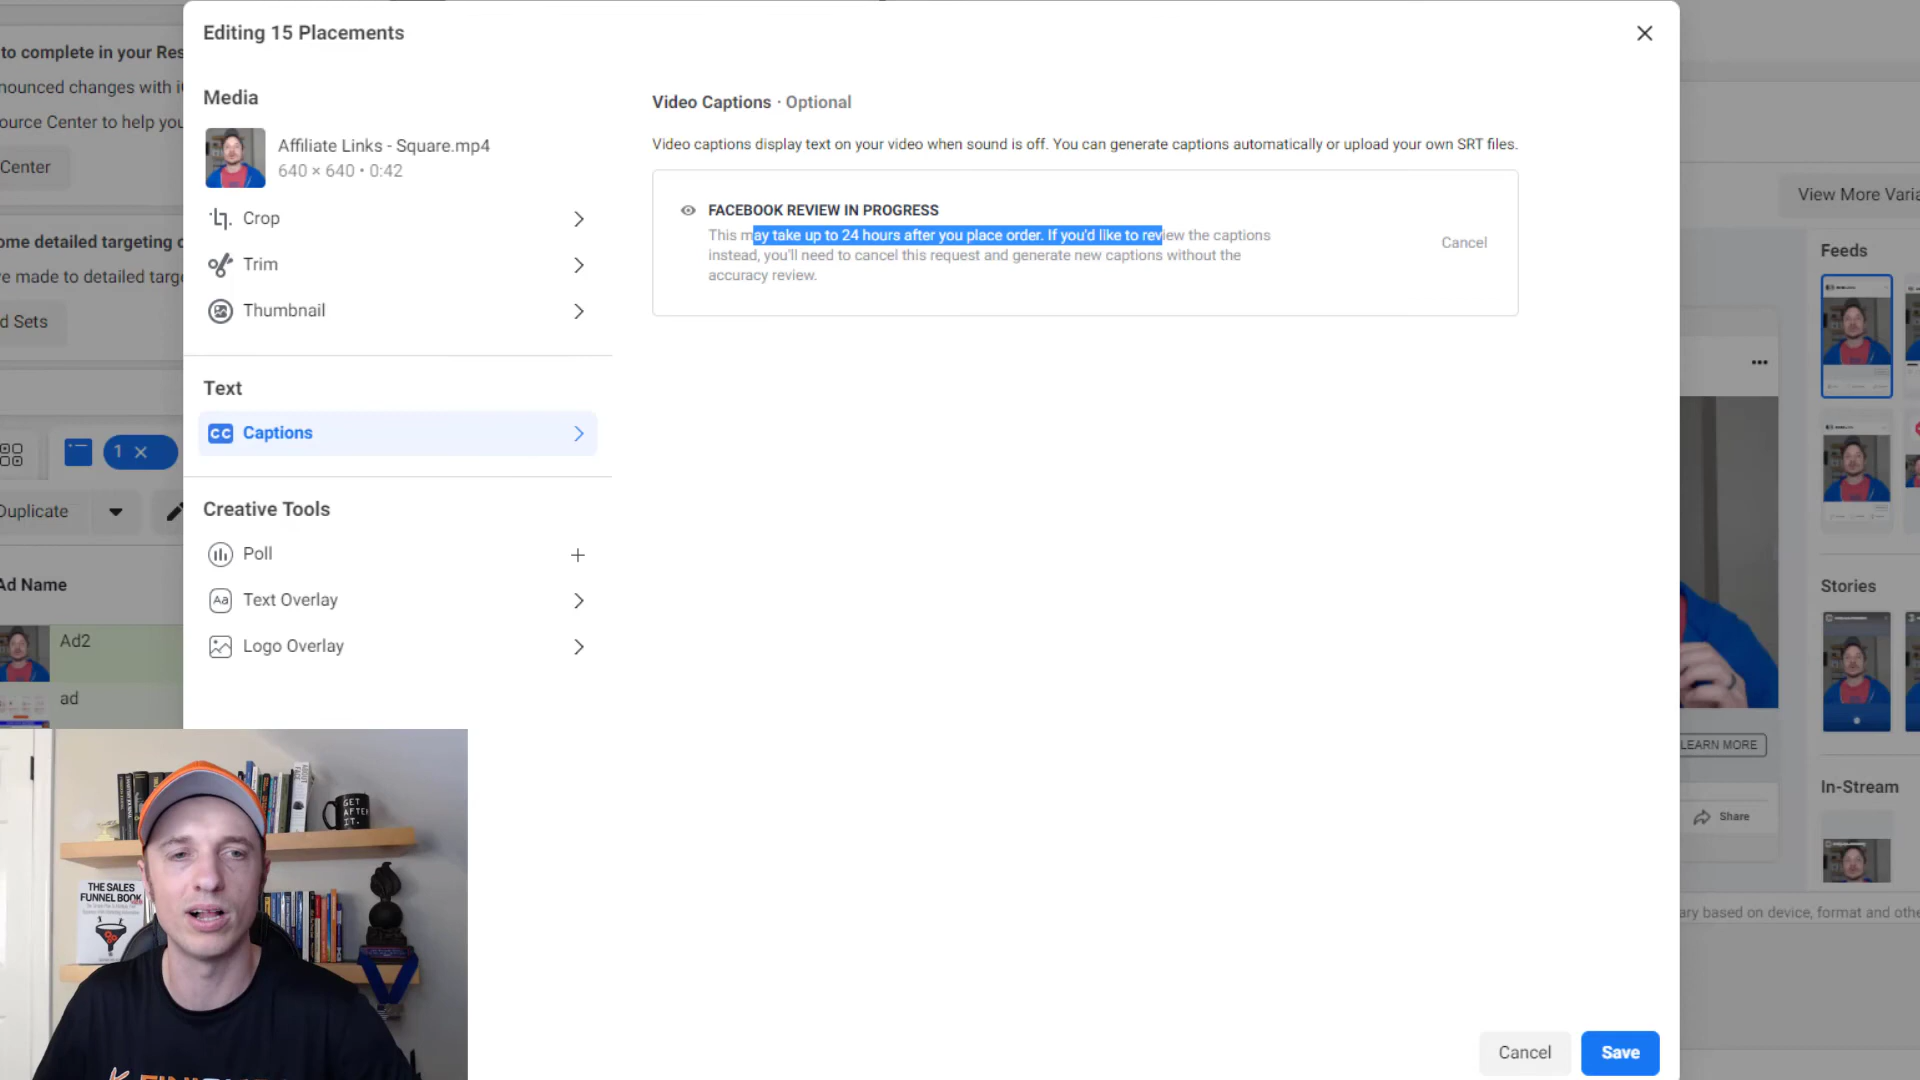 Editing 15 Placements
to complete in your Res
nounced changes with i
ource Center to help you
Center
ome detailed targeting c
ve made to detailed targe
d Sets
1
Duplicate
Ad Name
Ad2
ad
Media
Affiliate Links - Square.mp4
640 × 640 • 0:42
Crop
Trim
Thumbnail
Text
CC Captions
Creative Tools
Poll
Aa Text Overlay
Logo Overlay
Video Captions · Optional
Video captions display text on your video when sound is off. You can generate captions automatically or upload your own SRT files.
FACEBOOK REVIEW IN PROGRESS
This may take up to 24 hours after you place order. If you'd like to review the captions
instead, you'll need to cancel this request and generate new captions without the
accuracy review.
Cancel
Cancel
Save
View More Varia
Feeds
Stories
LEARN MORE
In-Stream
Share
ary based on device, format and othe
GET
AFTER
IT.
THE SALES
FUNNEL BOOK